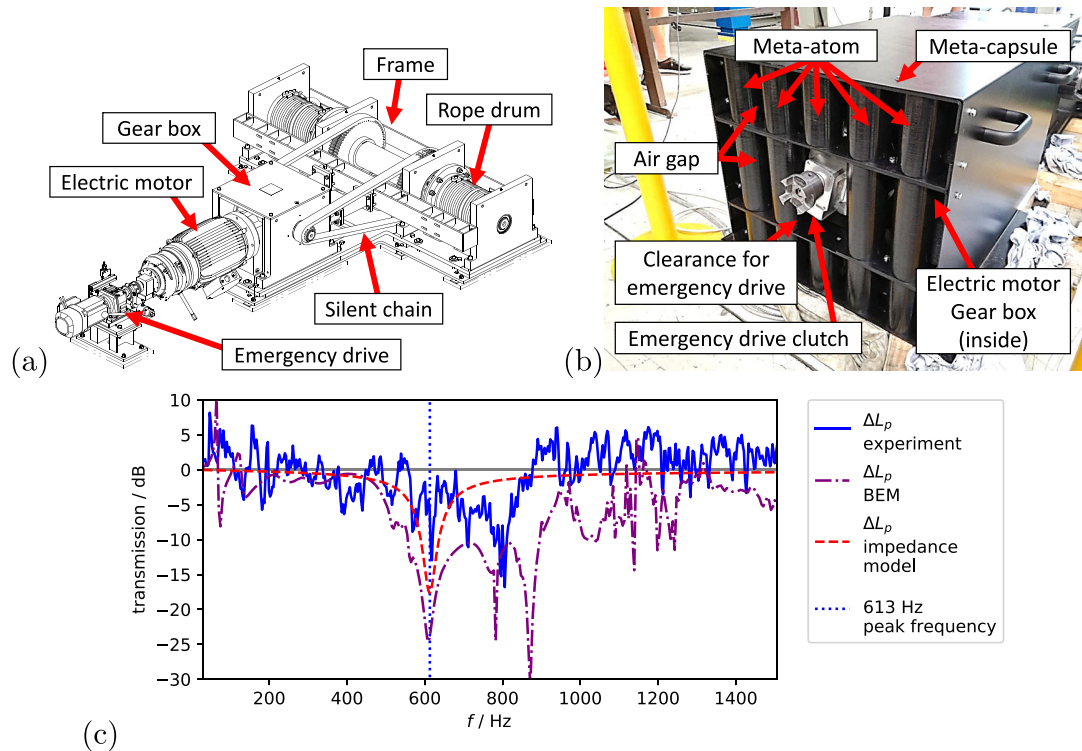 Frame
Rope drum
Gear box
Electric motor
Silent chain
Emergency drive
(a)
Meta-atom
Meta-capsule
Air gap
Clearance for
emergency drive
Emergency drive clutch
Electric motor
Gear box
(inside)
(b)
10
5
0
−5
−10
−15
−20
−25
−30
transmission / dB
200
400
600
800
1000
1200
1400
f / Hz
ΔLp
experiment
ΔLp
BEM
ΔLp
impedance
model
613 Hz
peak frequency
(c)